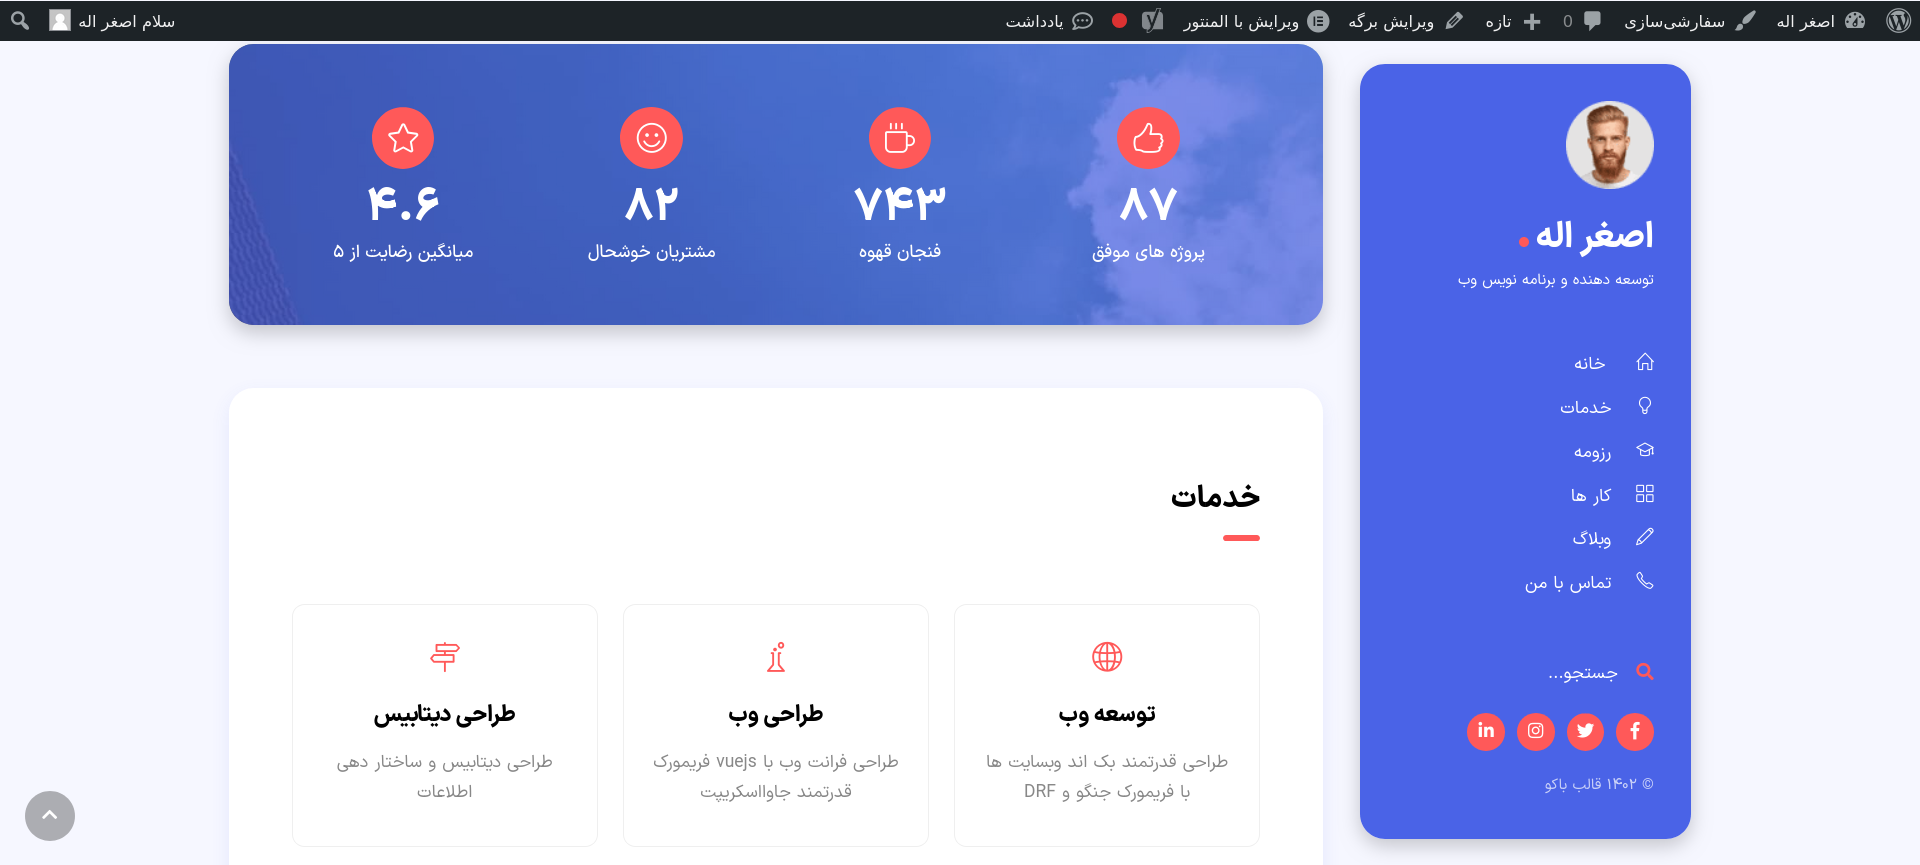 اصغر اله
سفارشی‌سازی
0
تازه
ویرایش برگه
ویرایش با المنتور
یادداشت
سلام اصغر اله
اصغر اله
توسعه دهنده و برنامه نویس وب
خانه
خدمات
رزومه
کار ها
وبلاگ
تماس با من
جستجو...
© ۱۴۰۲ قالب باکو
۸۷
پروژه های موفق
۷۴۳
فنجان قهوه
۸۲
مشتریان خوشحال
۴.۶
میانگین رضایت از ۵
خدمات
توسعه وب
طراحی قدرتمند بک اند وبسایت ها
با فریمورک جنگو و DRF
طراحی وب
طراحی فرانت وب با vuejs فریمورک
قدرتمند جاوااسکریپت
طراحی دیتابیس
طراحی دیتابیس و ساختار دهی
اطلاعات